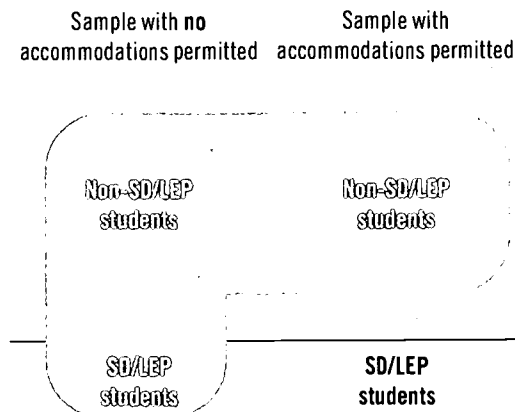 Sample with no
accommodations permitted
Sample with
accommodations permitted
Non-SD/LEP
students
Non-SD/LEP
students
SD/LEP
students
SD/LEP
students